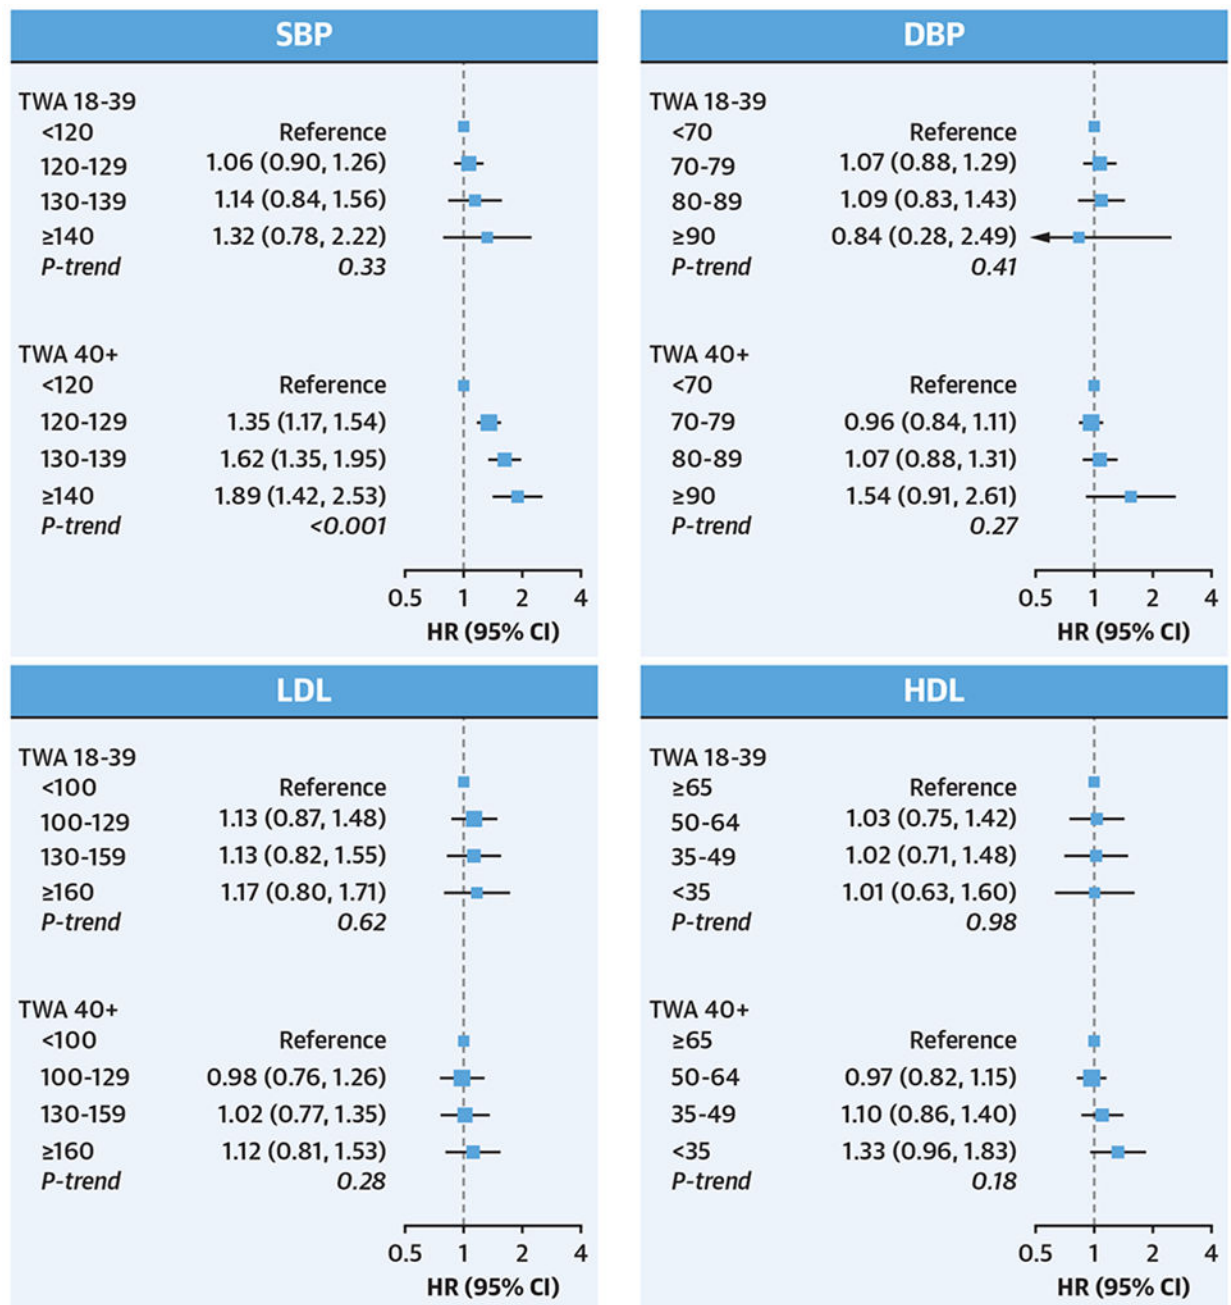 SBP
TWA 18-39
<120 Reference
120-129 1.06 (0.90, 1.26)
130-139 1.14 (0.84, 1.56)
≥140 1.32 (0.78, 2.22)
P-trend 0.33
TWA 40+
<120 Reference
120-129 1.35 (1.17, 1.54)
130-139 1.62 (1.35, 1.95)
≥140 1.89 (1.42, 2.53)
P-trend <0.001
0.5 1 2 4
HR (95% CI)
DBP
TWA 18-39
<70 Reference
70-79 1.07 (0.88, 1.29)
80-89 1.09 (0.83, 1.43)
≥90 0.84 (0.28, 2.49)
P-trend 0.41
TWA 40+
<70 Reference
70-79 0.96 (0.84, 1.11)
80-89 1.07 (0.88, 1.31)
≥90 1.54 (0.91, 2.61)
P-trend 0.27
0.5 1 2 4
HR (95% CI)
LDL
TWA 18-39
<100 Reference
100-129 1.13 (0.87, 1.48)
130-159 1.13 (0.82, 1.55)
≥160 1.17 (0.80, 1.71)
P-trend 0.62
TWA 40+
<100 Reference
100-129 0.98 (0.76, 1.26)
130-159 1.02 (0.77, 1.35)
≥160 1.12 (0.81, 1.53)
P-trend 0.28
0.5 1 2 4
HR (95% CI)
HDL
TWA 18-39
≥65 Reference
50-64 1.03 (0.75, 1.42)
35-49 1.02 (0.71, 1.48)
<35 1.01 (0.63, 1.60)
P-trend 0.98
TWA 40+
≥65 Reference
50-64 0.97 (0.82, 1.15)
35-49 1.10 (0.86, 1.40)
<35 1.33 (0.96, 1.83)
P-trend 0.18
0.5 1 2 4
HR (95% CI)